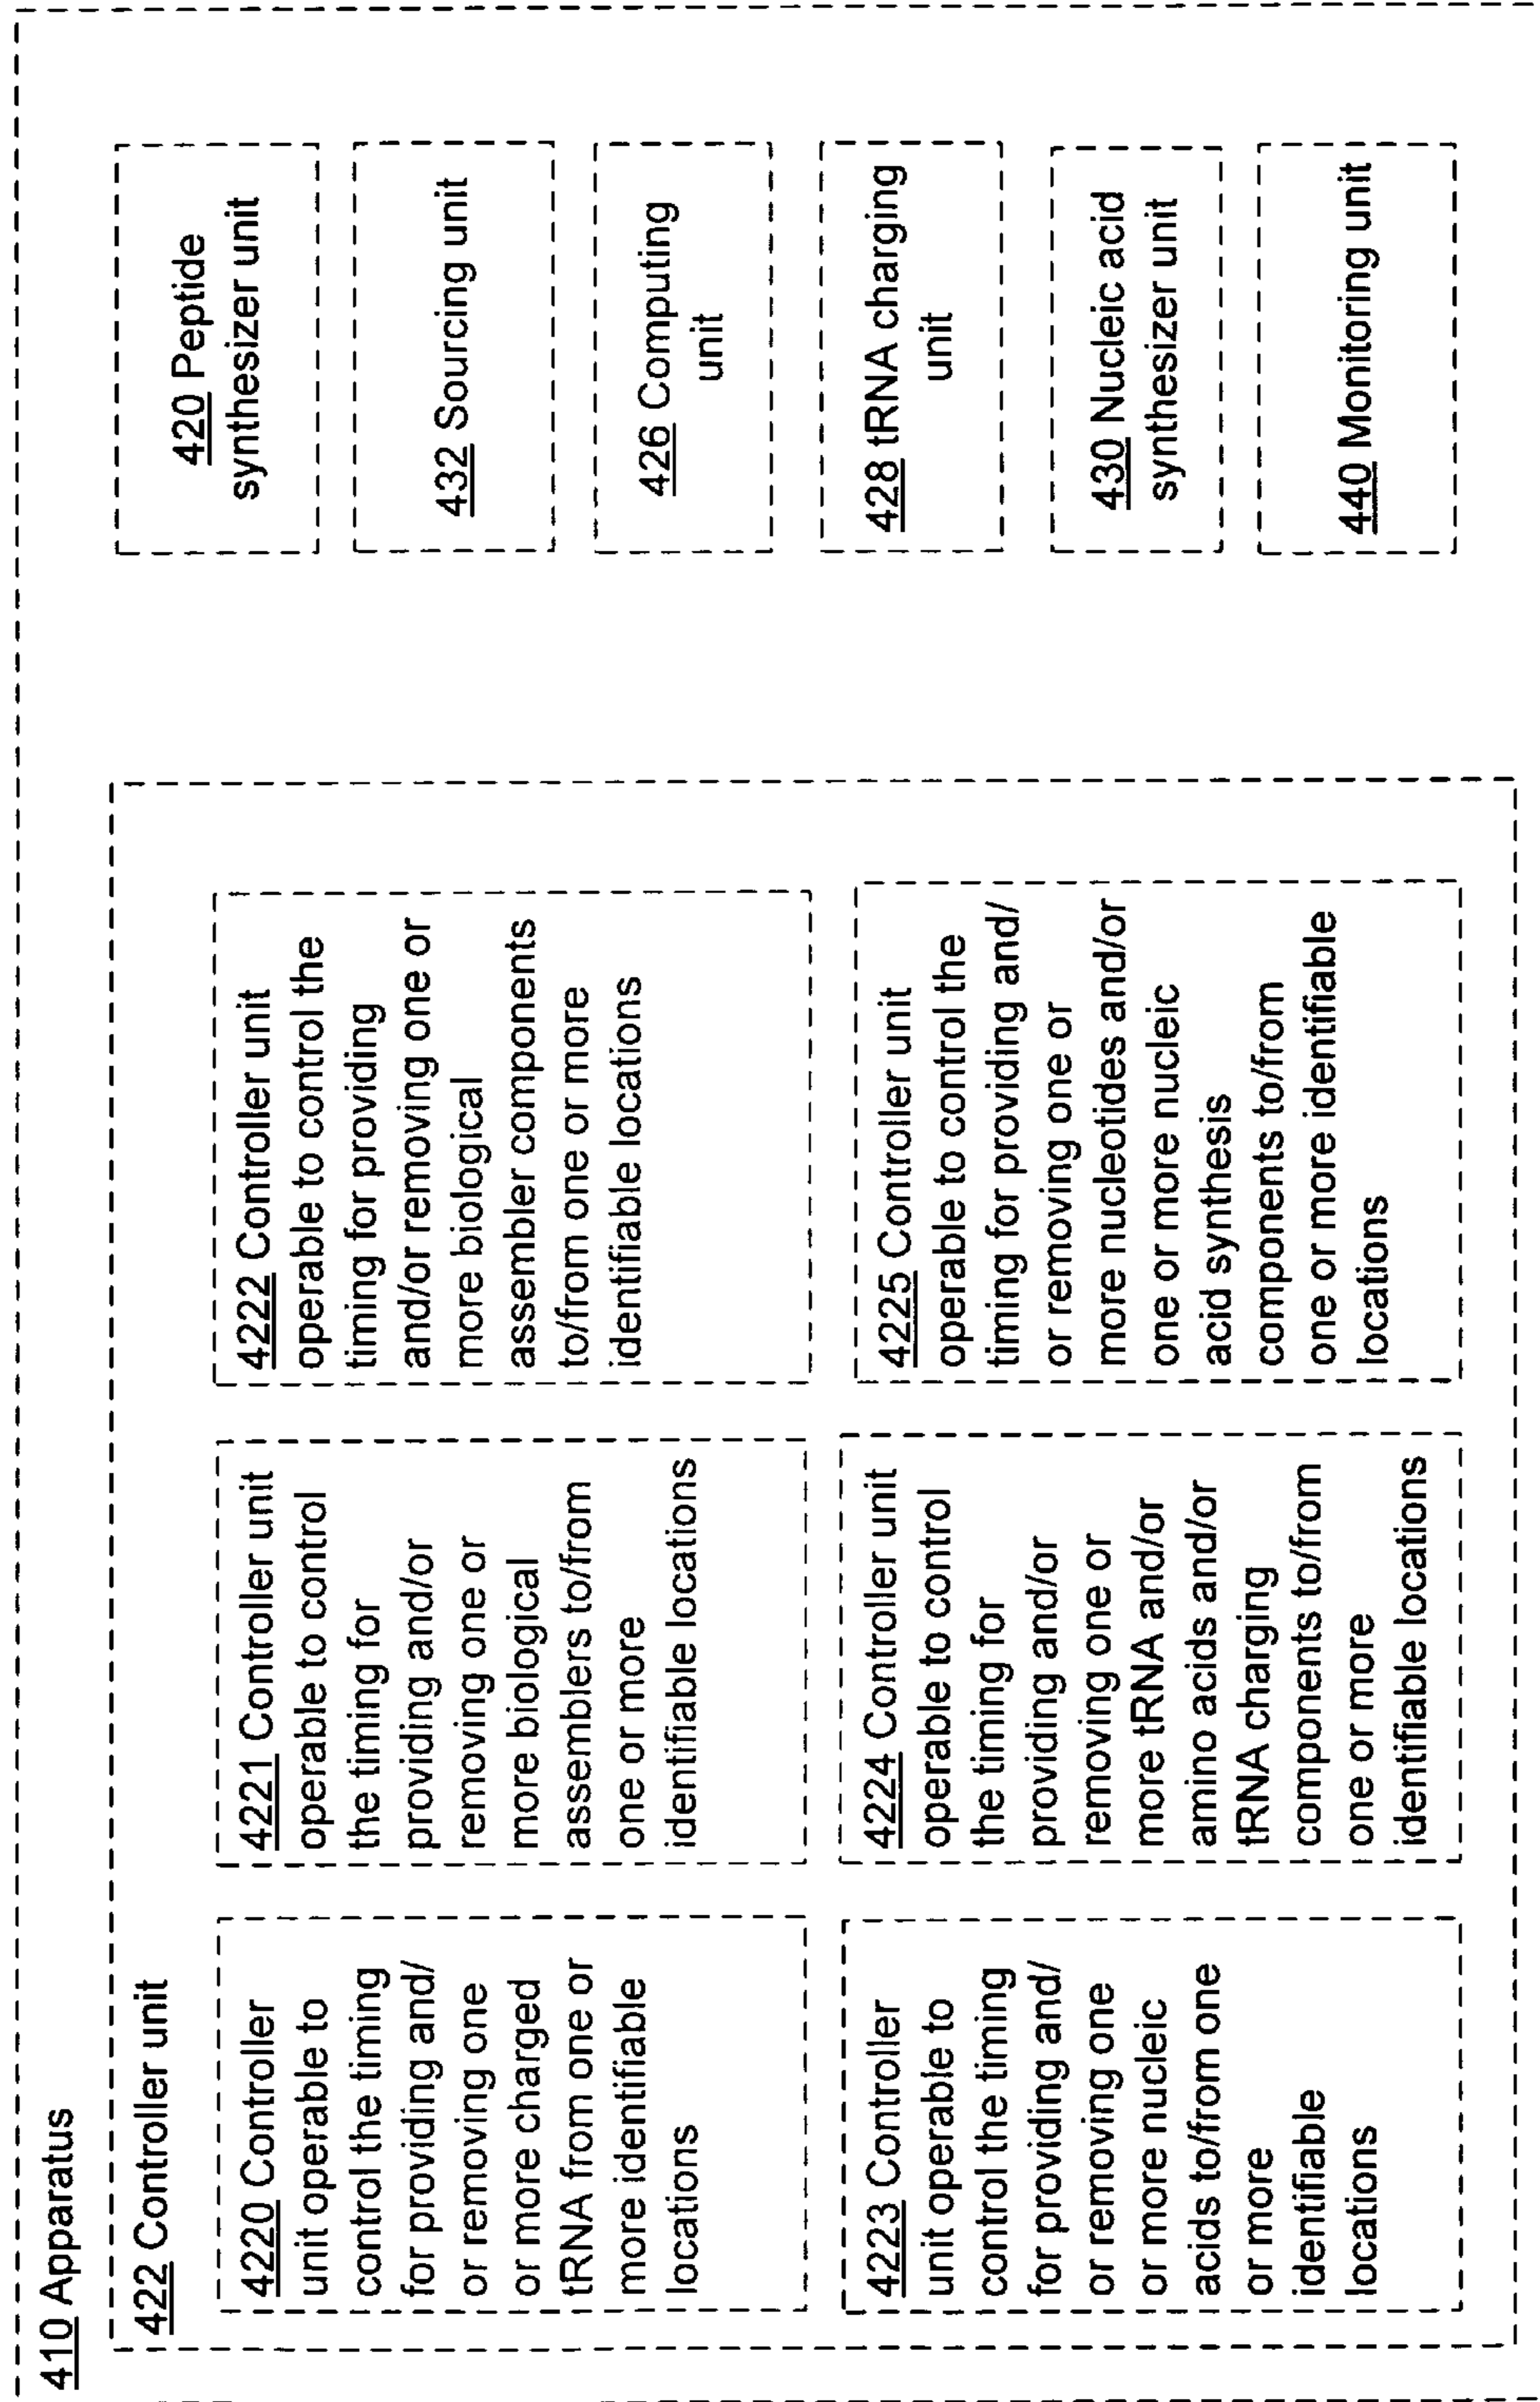 410 Apparatus
422 Controller unit
4220 Controller
unit operable to
control the timing
for providing and/
or removing one
or more charged
tRNA from one or
more identifiable
locations
4221 Controller unit
operable to control
the timing for
providing and/or
removing one or
more biological
assemblers to/from
one or more
identifiable locations
4222 Controller unit
operable to control the
timing for providing
and/or removing one or
more biological
assembler components
to/from one or more
identifiable locations
4223 Controller
unit operable to
control the timing
for providing and/
or removing one
or more nucleic
acids to/from one
or more
identifiable
locations
4224 Controller unit
operable to control
the timing for
providing and/or
removing one or
more tRNA and/or
amino acids and/or
tRNA charging
components to/from
one or more
identifiable locations
4225 Controller unit
operable to control the
timing for providing and/
or removing one or
more nucleotides and/or
one or more nucleic
acid synthesis
components to/from
one or more identifiable
locations
420 Peptide
synthesizer unit
432 Sourcing unit
426 Computing
unit
428 tRNA charging
unit
430 Nucleic acid
synthesizer unit
440 Monitoring unit